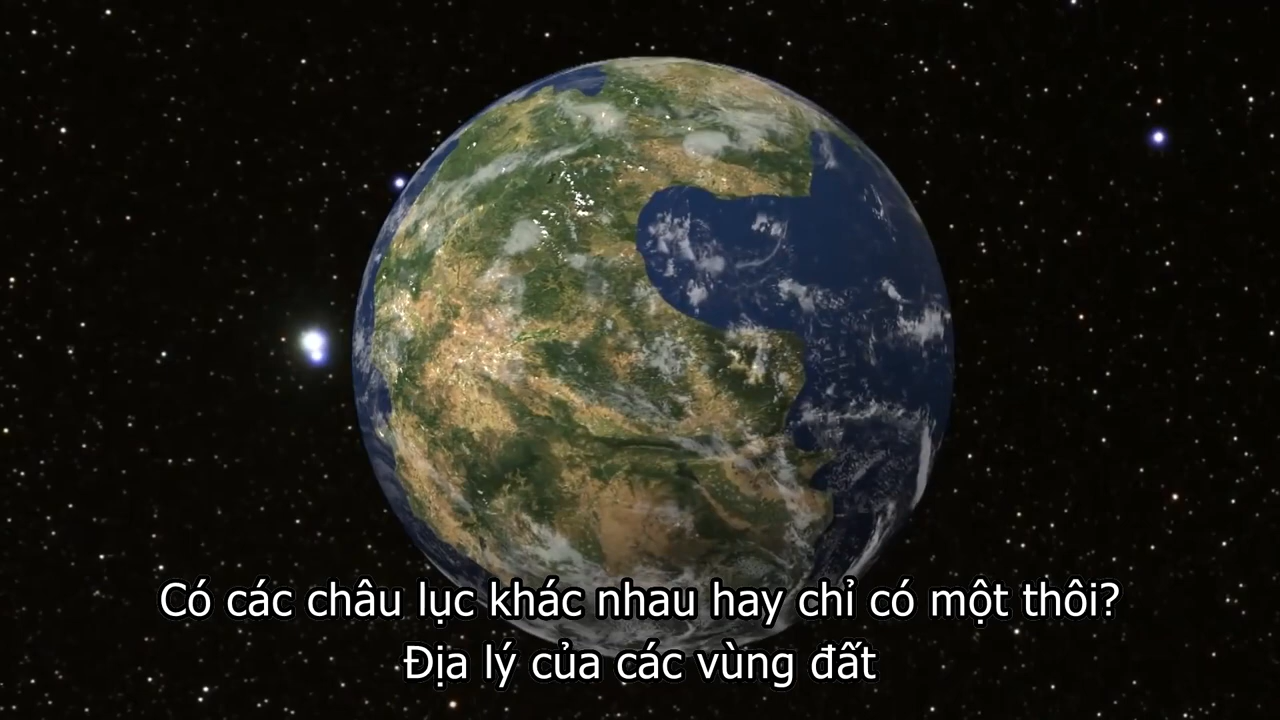 Có các châu lục khác nhau hay chỉ có một thôi?
Địa lý của các vùng đất